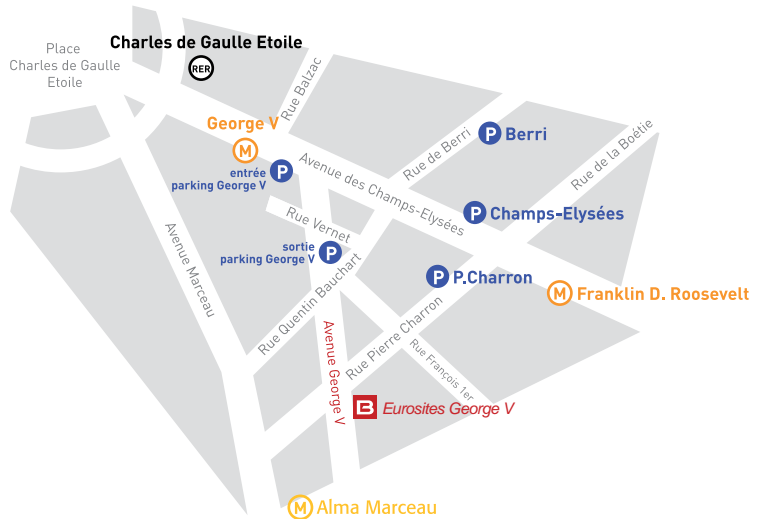 Place
Charles de Gaulle
Etoile
Charles de Gaulle Etoile
RER
Rue Balzac
George V
M
P
entrée
parking George V
Avenue des Champs-Elysées
Rue de Berri
P Berri
Rue de la Boétie
P Champs-Elysées
Rue Vernet
sortie
parking George V
P
Avenue Marceau
Rue Quentin Bauchart
P P.Charron
M Franklin D. Roosevelt
Avenue George V
Rue Pierre Charron
Rue François 1er
B Eurosites George V
M Alma Marceau